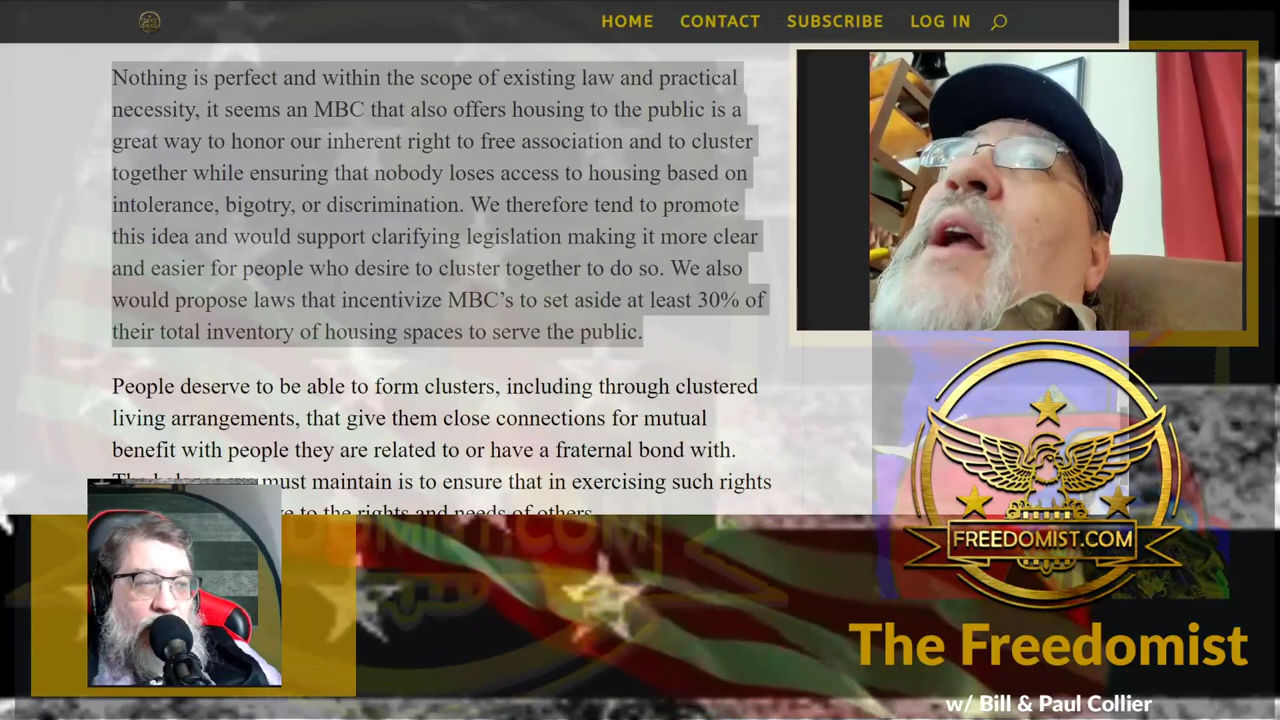 HOME CONTACT SUBSCRIBE LOG IN
Nothing is perfect and within the scope of existing law and practical
necessity, it seems an MBC that also offers housing to the public is a
great way to honor our inherent right to free association and to cluster
together while ensuring that nobody loses access to housing based on
intolerance, bigotry, or discrimination. We therefore tend to promote
this idea and would support clarifying legislation making it more clear
and easier for people who desire to cluster together to do so. We also
would propose laws that incentivize MBC’s to set aside at least 30% of
their total inventory of housing spaces to serve the public.
People deserve to be able to form clusters, including through clustered
living arrangements, that give them close connections for mutual
benefit with people they are related to or have a fraternal bond with.
must maintain is to ensure that in exercising such rights
to the rights and needs of others.
FREEDOMIST.COM
The Freedomist
w/ Bill & Paul Collier